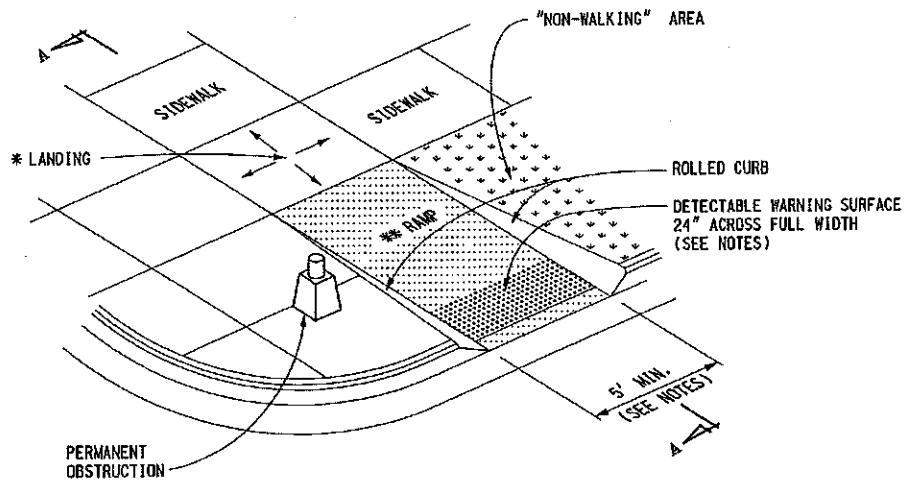 "NON-WALKING" AREA
A
SIDEWALK
SIDEWALK
* LANDING
ROLLED CURB
** RAMP
DETECTABLE WARNING SURFACE
24" ACROSS FULL WIDTH
(SEE NOTES)
5' MIN.
(SEE NOTES)
A
PERMANENT
OBSTRUCTION